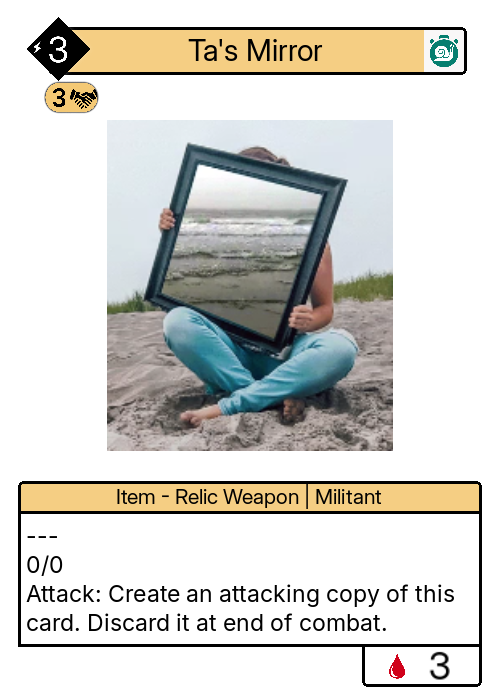 3
Ta's Mirror
3
Item - Relic Weapon | Militant
---
0/0
Attack: Create an attacking copy of this
card. Discard it at end of combat.
3